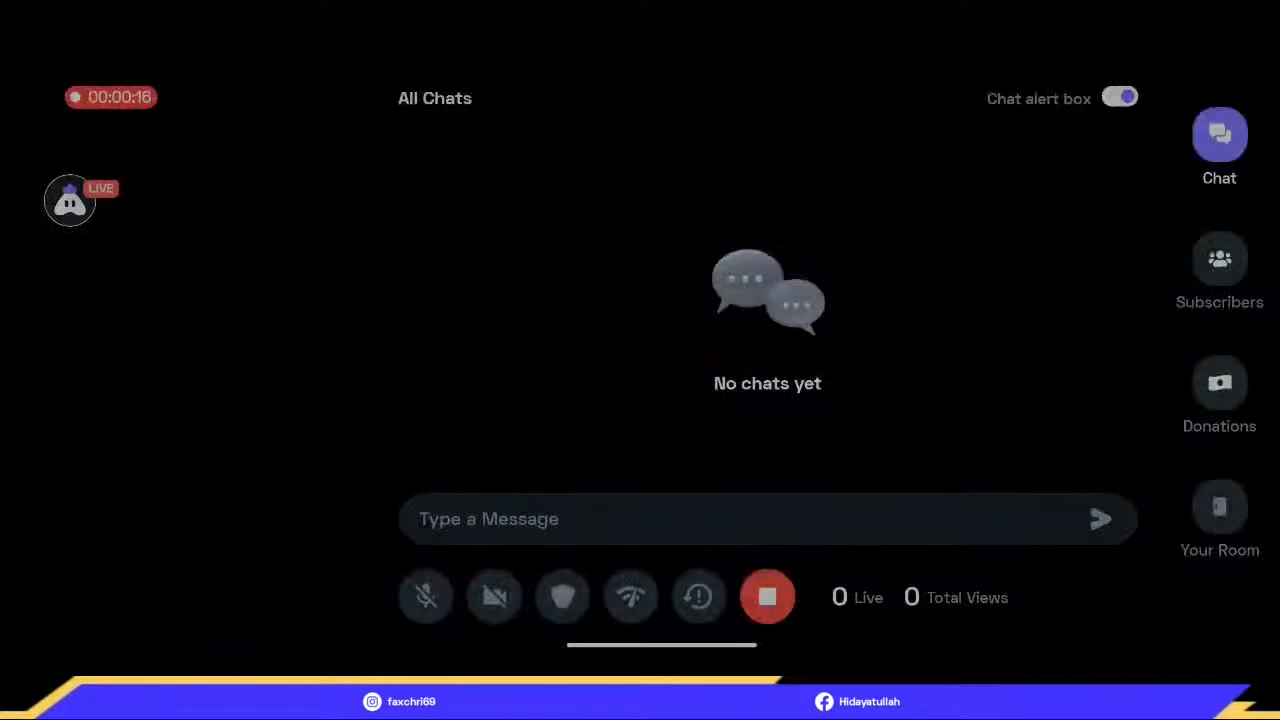 00:00:16
All Chats
Chat alert box
Chat
LIVE
Subscribers
No chats yet
Donations
Type a Message
Your Room
0 Live 0 Total Views
faxchri69
Hidayatullah